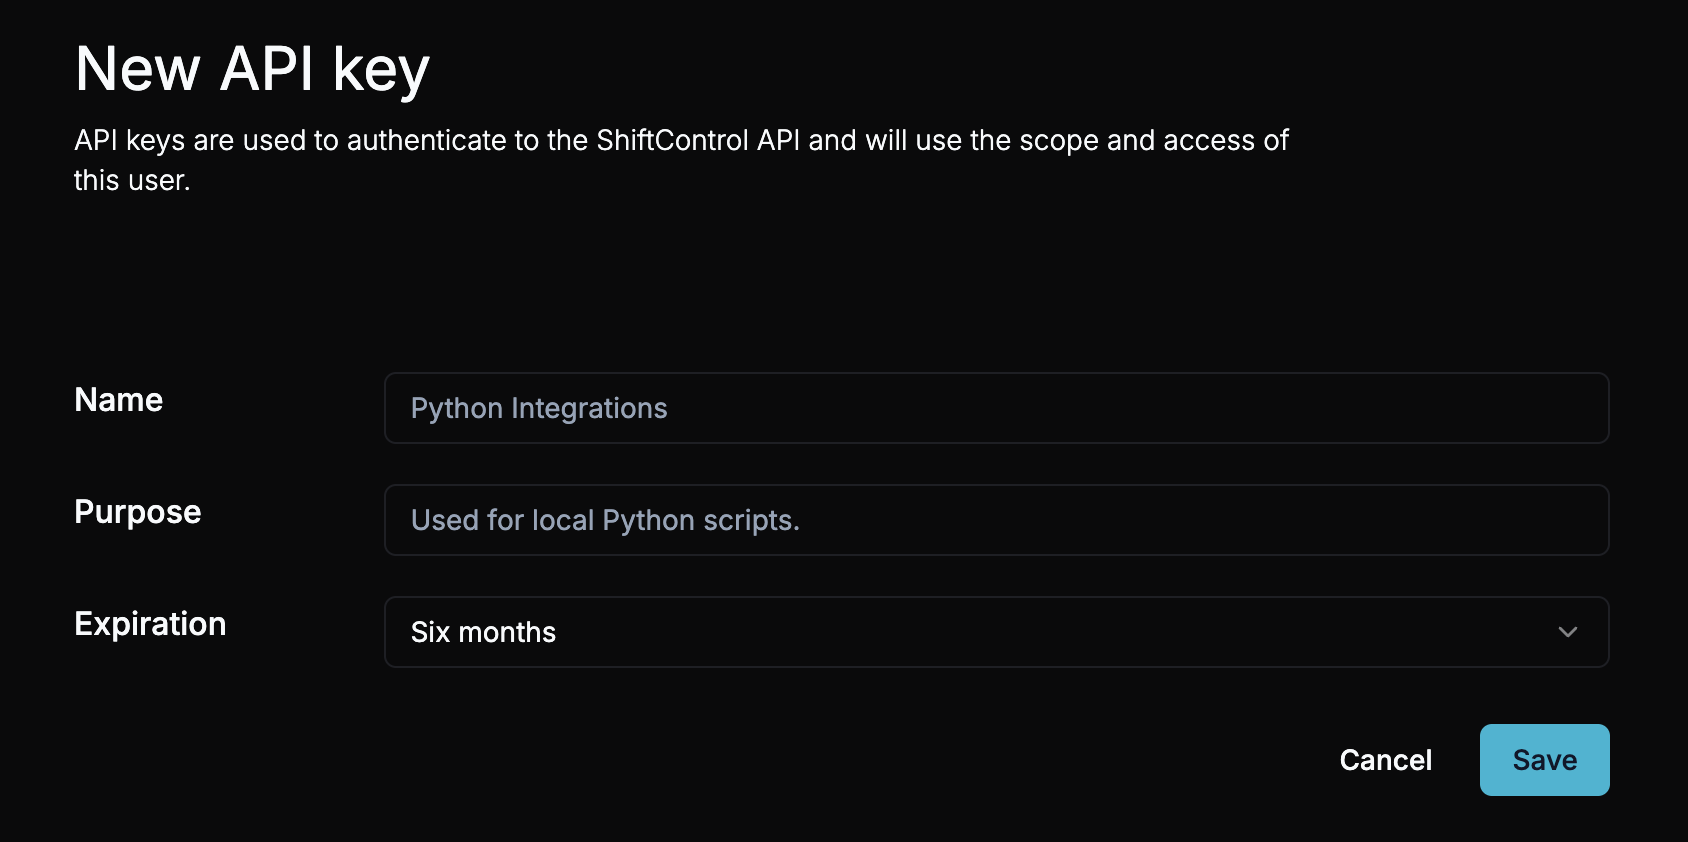 New API key
API keys are used to authenticate to the ShiftControl API and will use the scope and access of
this user.
Name
Python Integrations
Purpose
Used for local Python scripts.
Expiration
Six months
Cancel
Save